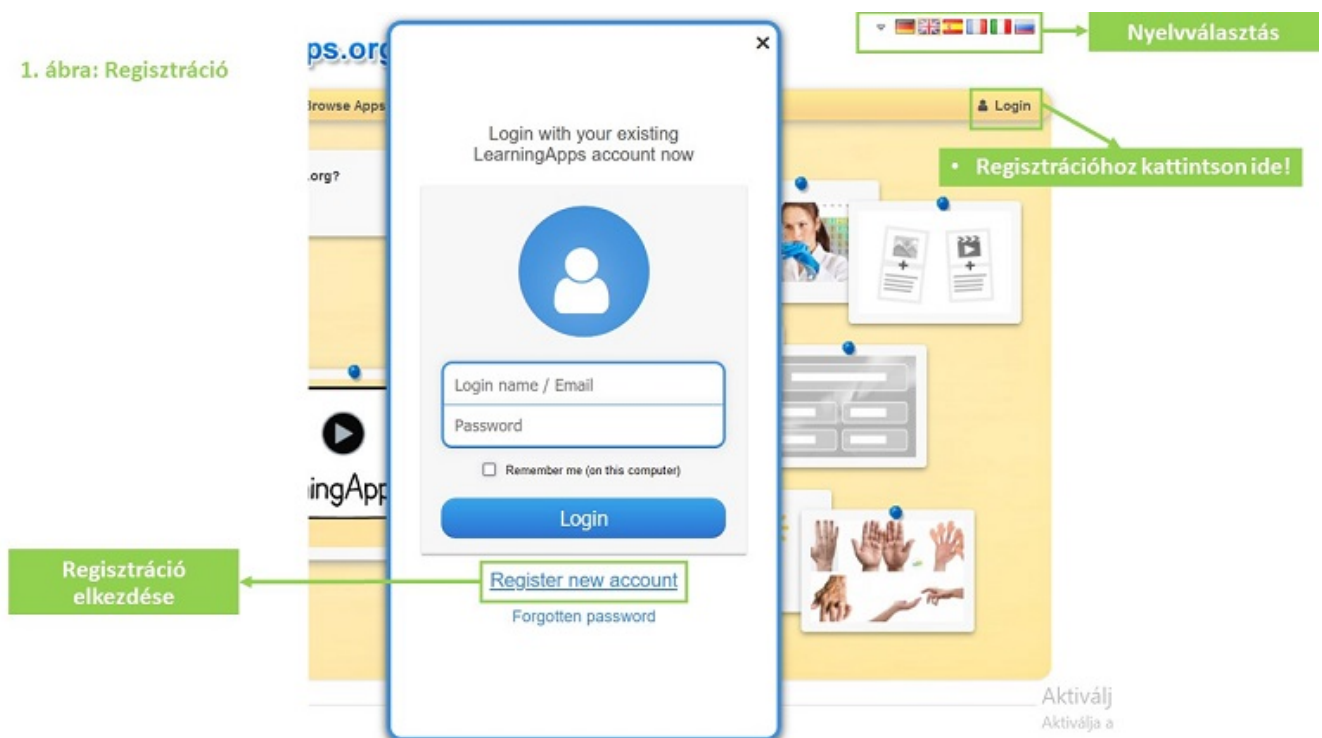 ps.org
Nyelvválasztás
1. ábra: Regisztráció
Browse Apps
Login
Login with your existing
LearningApps account now
Regisztrációhoz kattintson ide!
.org?
Login name / Email
Password
Remember me (on this computer)
ingApp
Login
Regisztráció
elkezdése
Register new account
Forgotten password
Aktiválj
Aktiválja a